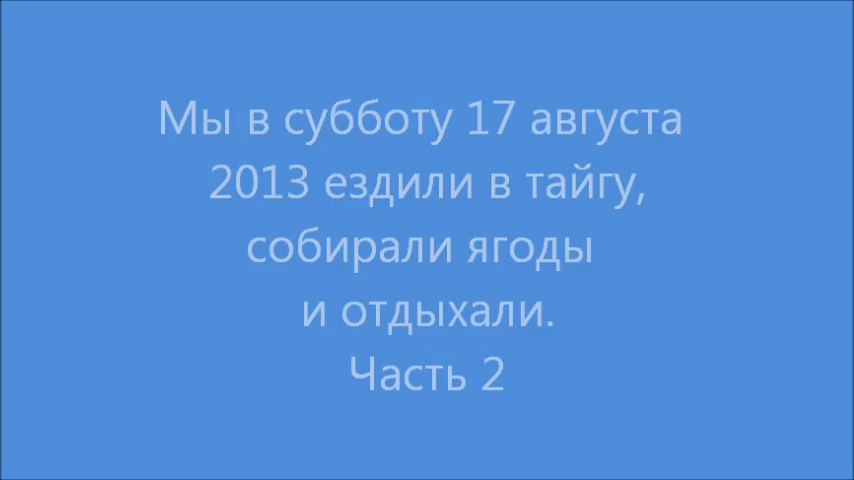 Мы в субботу 17 августа
2013 ездили в тайгу,
собирали ягоды
и отдыхали.
Часть 2